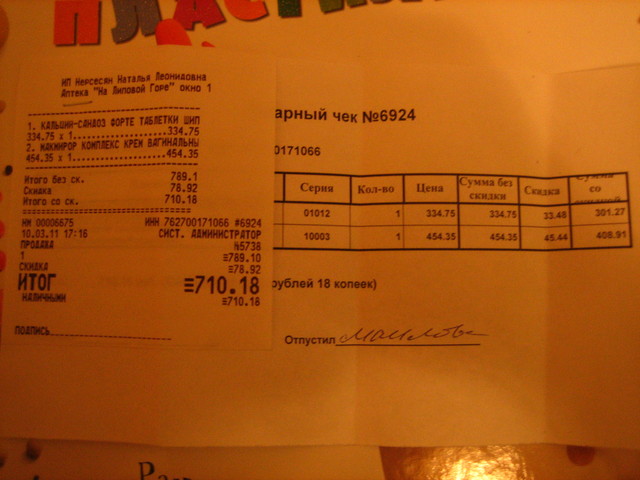 ПЛАСТИЛИН
ИП Нерсесян Наталья Леонидовна
Аптека "На Липовой Горе" окно 1
1. КАЛЬЦИЙ-САНДОЗ ФОРТЕ ТАБЛЕТКИ ШИП
334.75 x 1......................334.75
2. МАКМИРОР КОМПЛЕКС КРЕМ ВАГИНАЛЬНЫ
454.35 x 1......................454.35
Итого без ск. 789.1
Скидка 78.92
Итого со ск. 710.18
НМ 00006675 ИНН 762700171066 #6924
10.03.11 17:16 СИСТ. АДМИНИСТРАТОР
ПРОДАЖА №5738
1 ≡789.10
СКИДКА ≡78.92
ИТОГ ≡710.18
НАЛИЧНЫМИ ≡710.18
ПОДПИСЬ
арный чек №6924
0171066
Серия Кол-во Цена Сумма без скидки Скидка Сумма со
01012 1 334.75 334.75 33.48 301.27
10003 1 454.35 454.35 45.44 408.91
рублей 18 копеек)
Отпустил